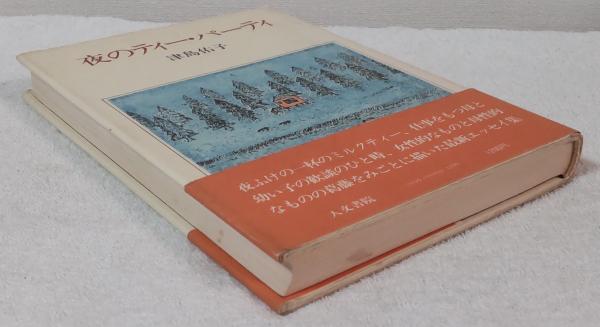 夜のティー・パーティ
津島佑子
夜ふけの一杯のミルクティー、仕事をもつ母と
幼い子の歓談のひと時、女性的なものと母性的
なものの葛藤をみごとに描いた最新エッセイ集
人文書院